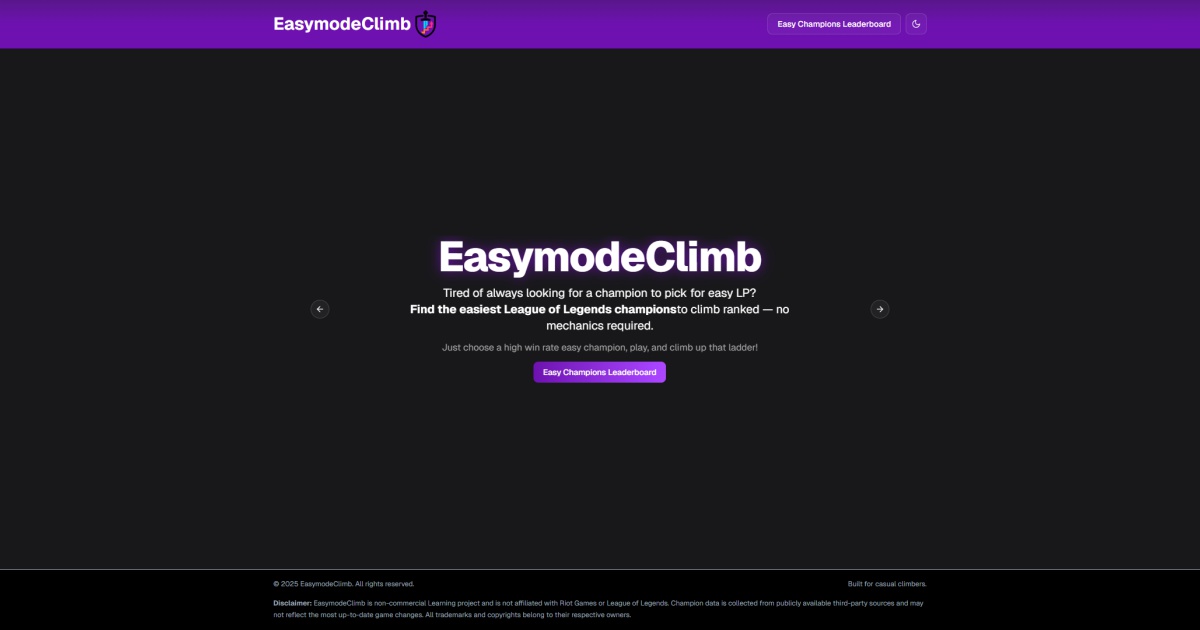 EasymodeClimb
Easy Champions Leaderboard
EasymodeClimb
Tired of always looking for a champion to pick for easy LP?
Find the easiest League of Legends championsto climb ranked — no
mechanics required.
Just choose a high win rate easy champion, play, and climb up that ladder!
Easy Champions Leaderboard
© 2025 EasymodeClimb. All rights reserved.
Built for casual climbers.
Disclaimer: EasymodeClimb is non-commercial Learning project and is not affiliated with Riot Games or League of Legends. Champion data is collected from publicly available third-party sources and may
not reflect the most up-to-date game changes. All trademarks and copyrights belong to their respective owners.